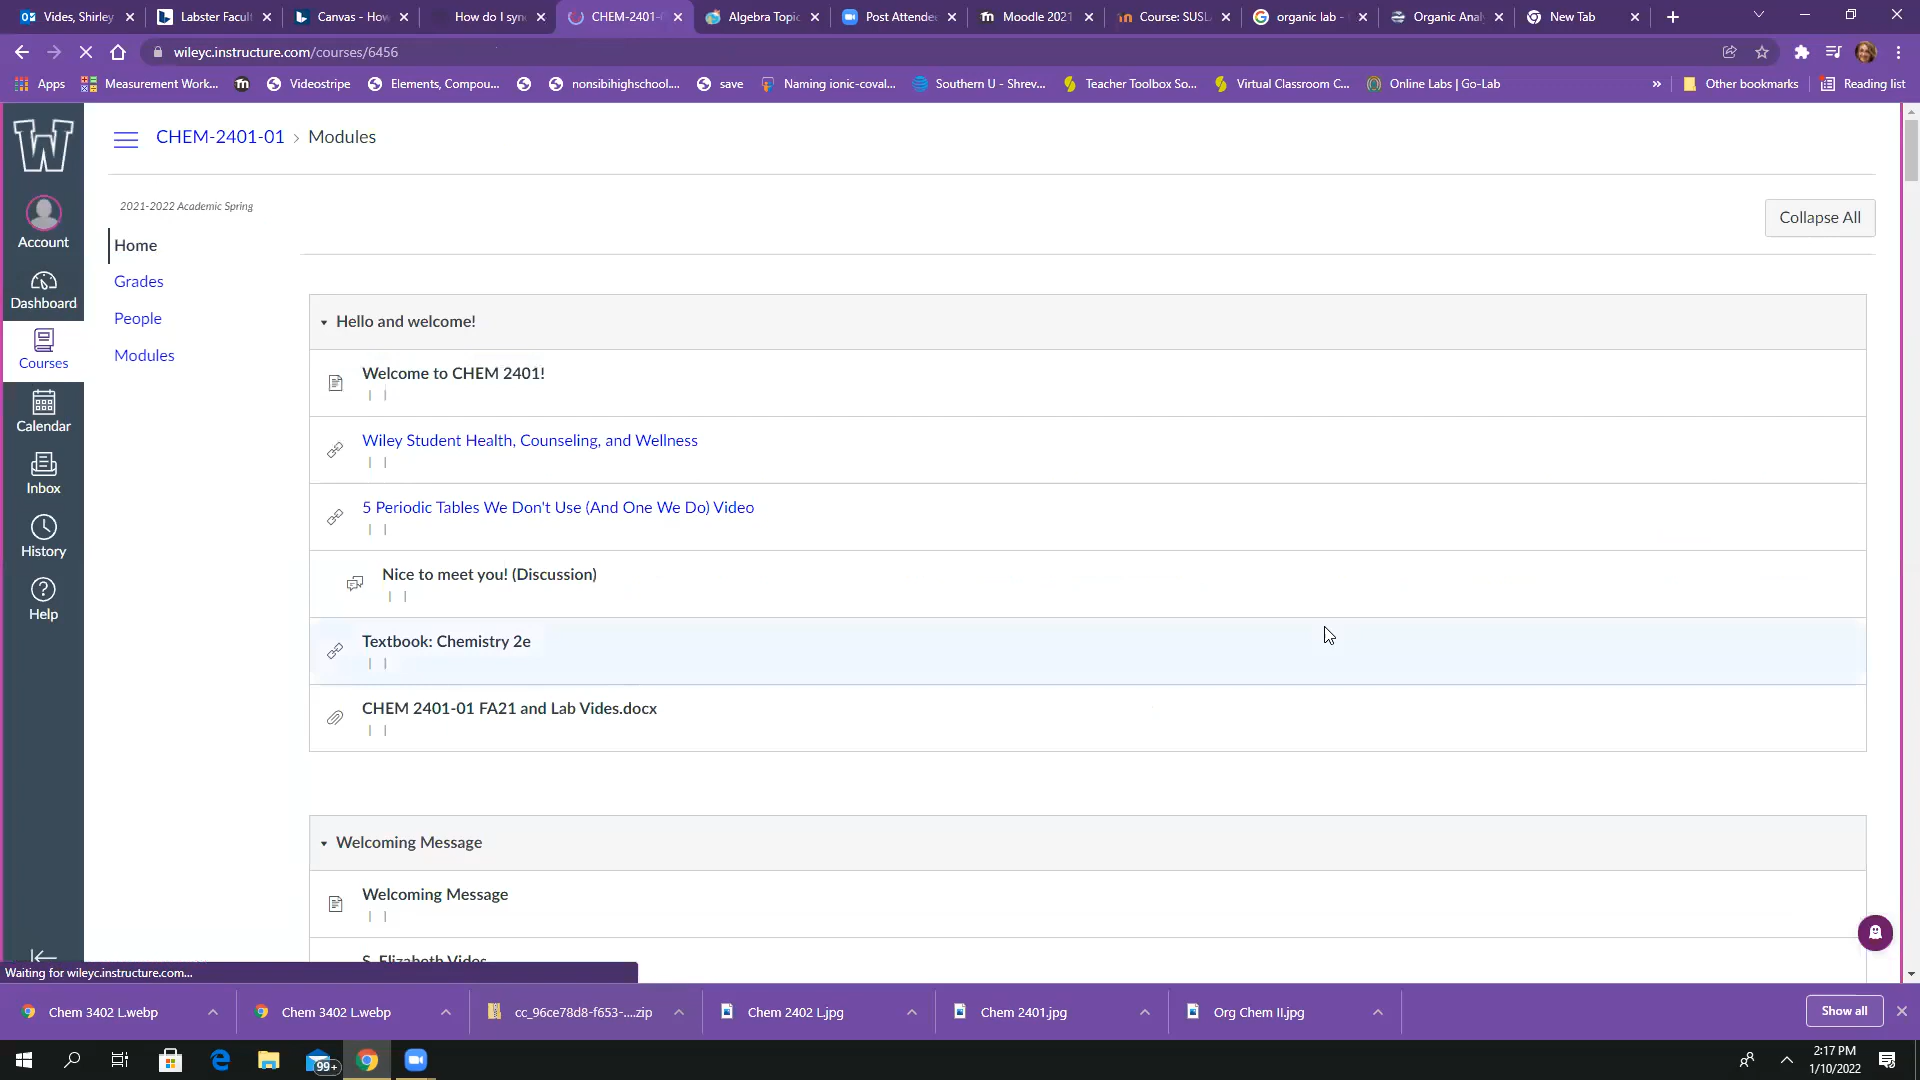 Vides, Shirley
Labster Facul
Canvas - How
How do I syn
CHEM-2401-
Algebra Topic
Post Attende
Moodle 2021
Course: SUSL
organic lab -
Organic Anal
New Tab
wileyc.instructure.com/courses/6456
Apps
Measurement Work...
Videostripe
Elements, Compou...
nonsibihighschool....
save
Naming ionic-coval...
Southern U - Shrev...
Teacher Toolbox So...
Virtual Classroom C...
Online Labs | Go-Lab
»
Other bookmarks
Reading list
W
Account
Dashboard
Courses
Calendar
Inbox
History
Help
CHEM-2401-01 › Modules
2021-2022 Academic Spring
Home
Grades
People
Modules
Collapse All
Hello and welcome!
Welcome to CHEM 2401!
Wiley Student Health, Counseling, and Wellness
5 Periodic Tables We Don't Use (And One We Do) Video
Nice to meet you! (Discussion)
Textbook: Chemistry 2e
CHEM 2401-01 FA21 and Lab Vides.docx
Welcoming Message
Welcoming Message
S. Elizabeth Vides
Waiting for wileyc.instructure.com...
Chem 3402 L.webp
Chem 3402 L.webp
cc_96ce78d8-f653-....zip
Chem 2402 L.jpg
Chem 2401.jpg
Org Chem II.jpg
Show all
99+
2:17 PM
1/10/2022